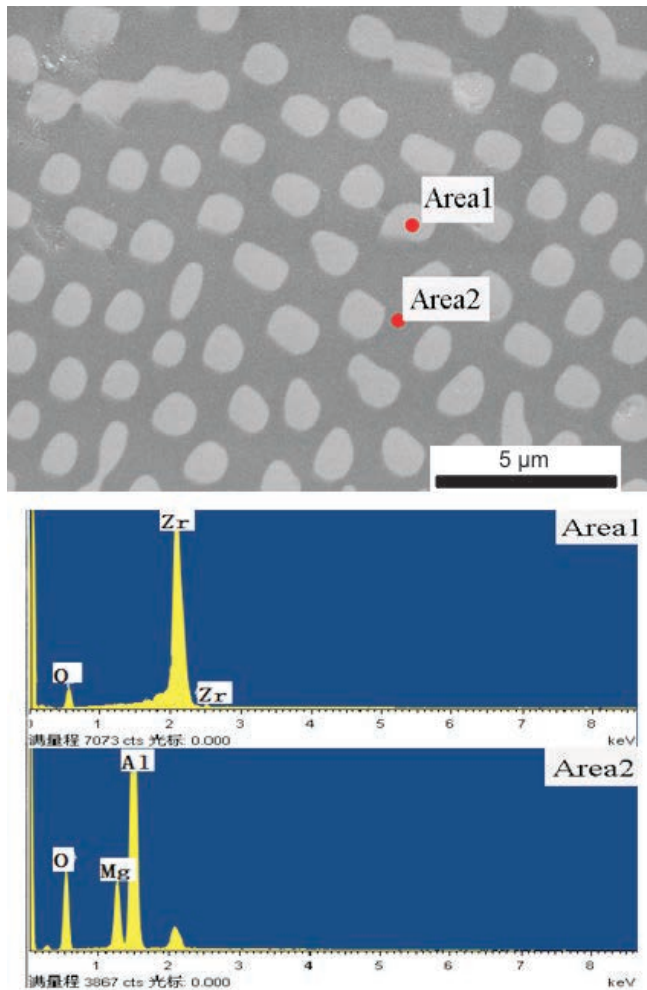 Area1
Area2
5 µm
Zr
Area1
O
Zr
0 1 2 3 4 5 6 7 8
满量程 7073 cts 光标: 0.000 keV
Al
Area2
O
Mg
1 2 3 4 5 6 7 8
满量程 3867 cts 光标: 0.000 keV